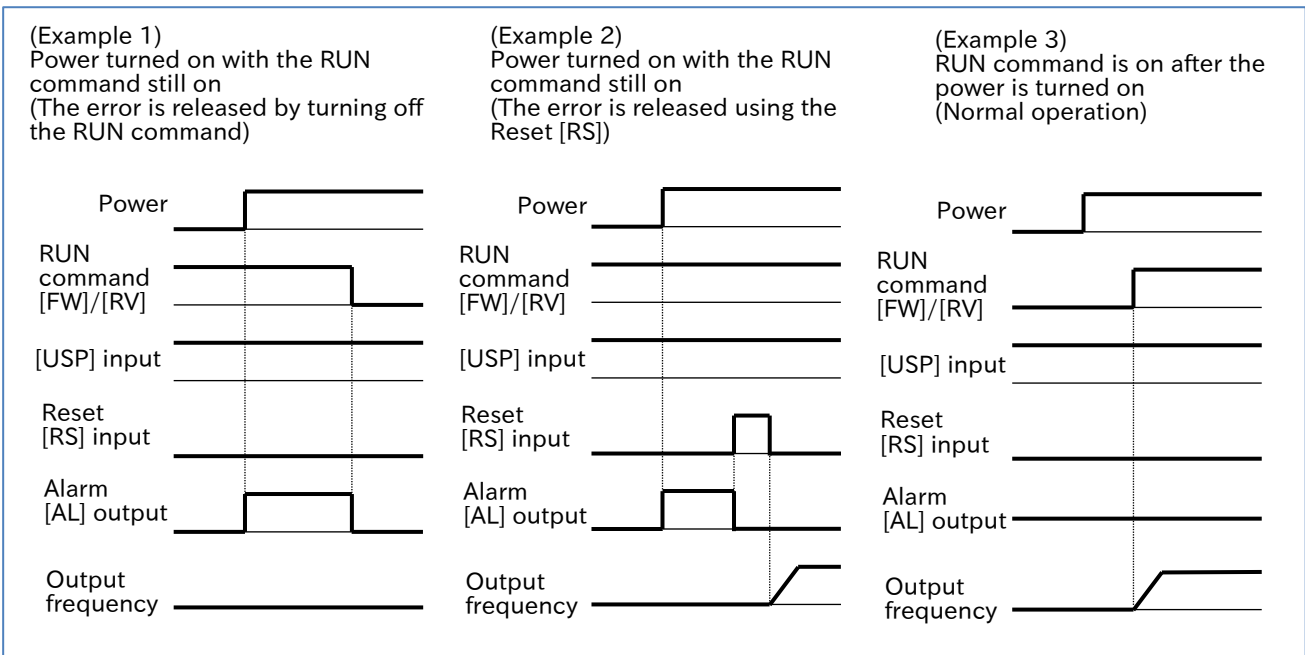 (Example 1)
Power turned on with the RUN
command still on
(The error is released by turning off
the RUN command)
Power
RUN
command
[FW]/[RV]
[USP] input
Reset
[RS] input
Alarm
[AL] output
Output
frequency
(Example 2)
Power turned on with the RUN
command still on
(The error is released using the
Reset [RS])
Power
RUN
command
[FW]/[RV]
[USP] input
Reset
[RS] input
Alarm
[AL] output
Output
frequency
(Example 3)
RUN command is on after the
power is turned on
(Normal operation)
Power
RUN
command
[FW]/[RV]
[USP] input
Reset
[RS] input
Alarm
[AL] output
Output
frequency